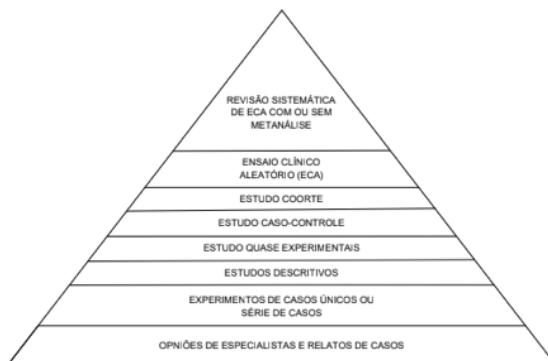 REVISÃO SISTEMÁTICA
DE ECA COM OU SEM
METANÁLISE
ENSAIO CLÍNICO
ALEATÓRIO (ECA)
ESTUDO COORTE
ESTUDO CASO-CONTROLE
ESTUDO QUASE EXPERIMENTAIS
ESTUDOS DESCRITIVOS
EXPERIMENTOS DE CASOS ÚNICOS OU
SÉRIE DE CASOS
OPNIÕES DE ESPECIALISTAS E RELATOS DE CASOS